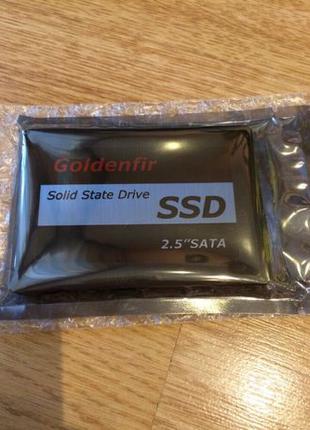 Goldenfir
Solid State Drive
SSD
2.5"SATA